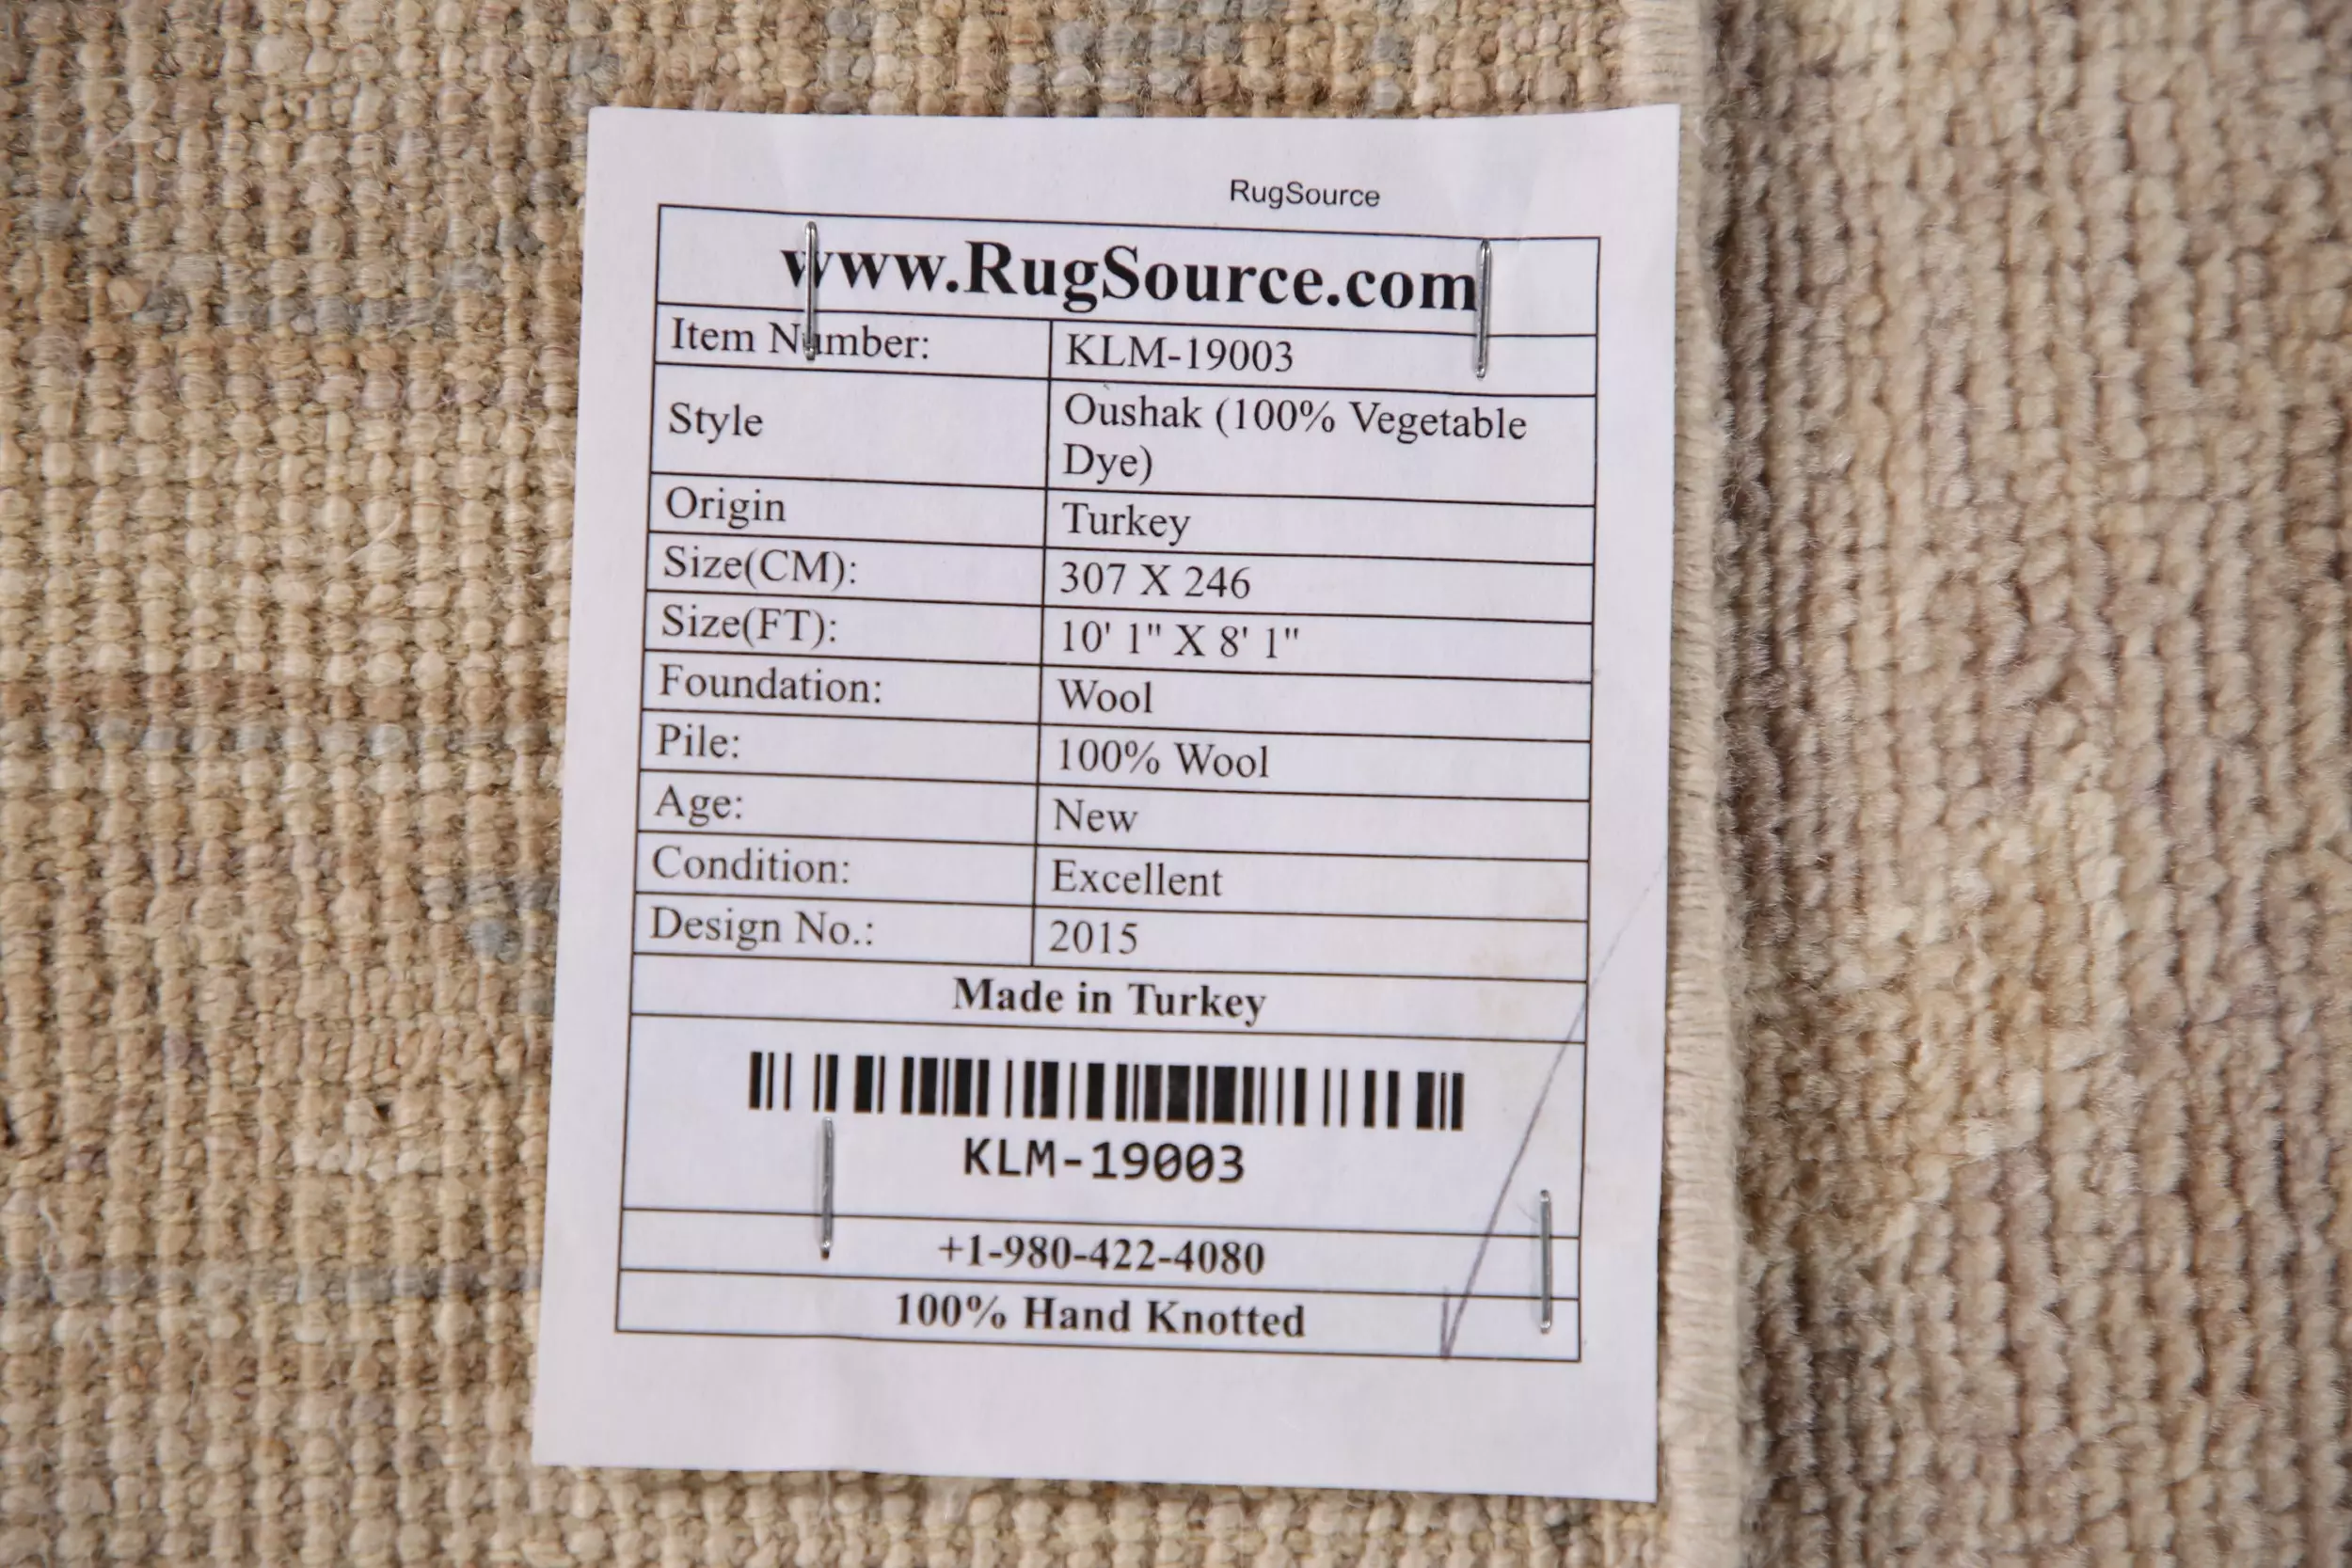 RugSource
www.RugSource.com
Item Number: KLM-19003
Style Oushak (100% Vegetable
Dye)
Origin Turkey
Size(CM): 307 X 246
Size(FT): 10' 1" X 8' 1"
Foundation: Wool
Pile: 100% Wool
Age: New
Condition: Excellent
Design No.: 2015
Made in Turkey
KLM-19003
+1-980-422-4080
100% Hand Knotted